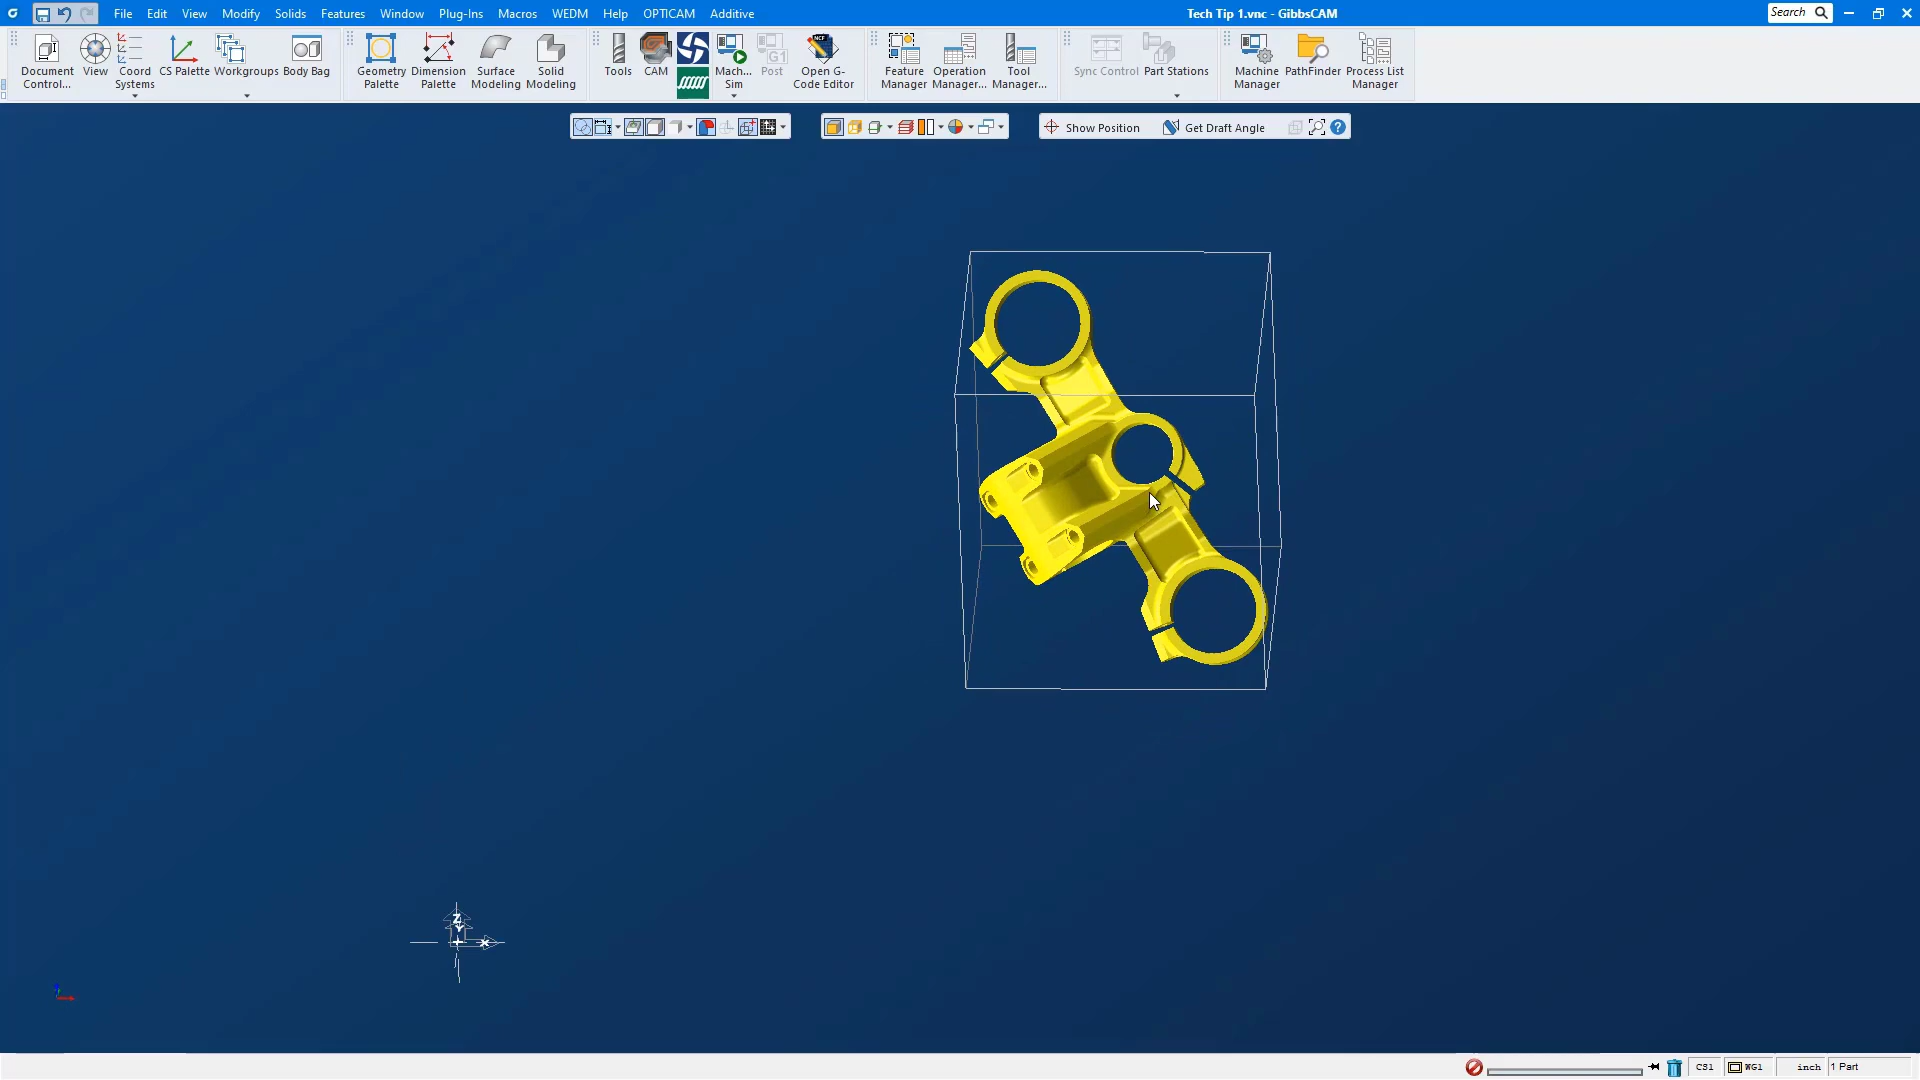 File Edit View Modify Solids Features Window Plug-Ins Macros WEDM Help OPTICAM Additive
Tech Tip 1.vnc - GibbsCAM
Search
Document
Control...
View
Coord
Systems
CS Palette
Workgroups
Body Bag
Geometry
Palette
Dimension
Palette
Surface
Modeling
Solid
Modeling
Tools
CAM
Mach...
Sim
G1
Post
NCF
Open G-
Code Editor
Feature
Manager
Operation
Manager...
Tool
Manager...
Sync Control
Part Stations
Machine
Manager
PathFinder
Process List
Manager
Show Position
Get Draft Angle
Z
Y
X
CS1
WG1
inch
1 Part